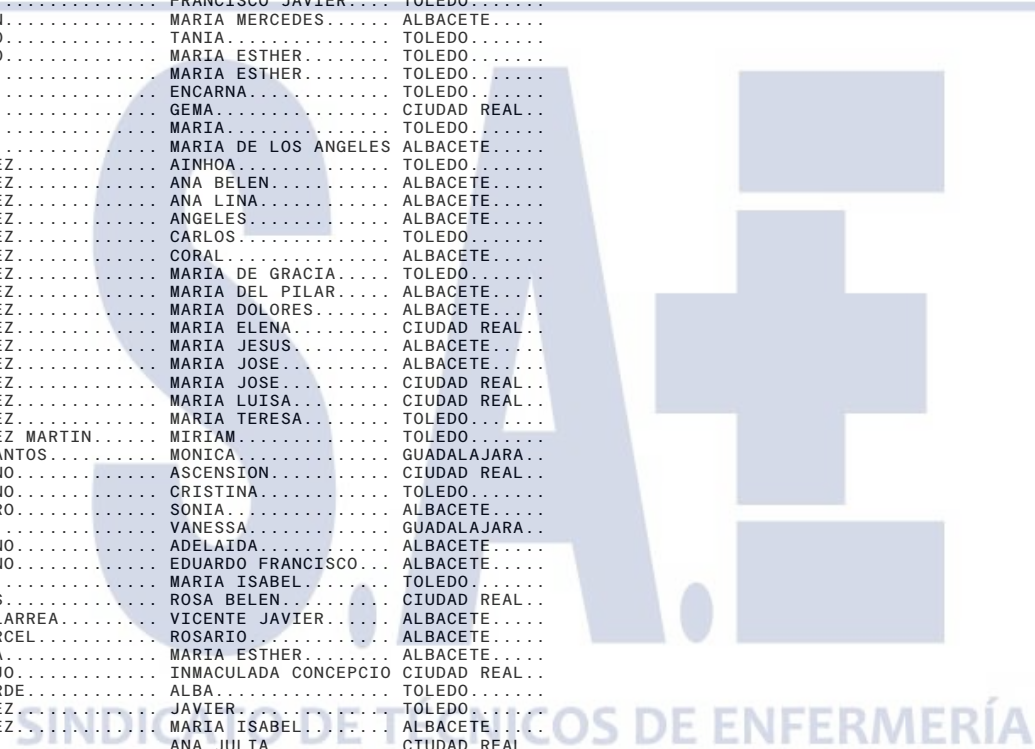 FRANCISCO JAVIER.... TOLEDO.......
N.............. MARIA MERCEDES...... ALBACETE.....
O.............. TANIA............... TOLEDO.......
O.............. MARIA ESTHER........ TOLEDO.......
............... MARIA ESTHER........ TOLEDO.......
............... ENCARNA............. TOLEDO.......
............... GEMA................ CIUDAD REAL..
............... MARIA............... TOLEDO.......
............... MARIA DE LOS ANGELES ALBACETE.....
EZ............. AINHOA.............. TOLEDO.......
EZ............. ANA BELEN........... ALBACETE.....
EZ............. ANA LINA............ ALBACETE.....
EZ............. ANGELES............. ALBACETE.....
EZ............. CARLOS.............. TOLEDO.......
EZ............. CORAL............... ALBACETE.....
EZ............. MARIA DE GRACIA..... TOLEDO.......
EZ............. MARIA DEL PILAR..... ALBACETE.....
EZ............. MARIA DOLORES....... ALBACETE.....
EZ............. MARIA ELENA......... CIUDAD REAL..
EZ............. MARIA JESUS......... ALBACETE.....
EZ............. MARIA JOSE.......... ALBACETE.....
EZ............. MARIA JOSE.......... CIUDAD REAL..
EZ............. MARIA LUISA......... CIUDAD REAL..
EZ............. MARIA TERESA........ TOLEDO.......
EZ MARTIN...... MIRIAM.............. TOLEDO.......
ANTOS.......... MONICA.............. GUADALAJARA..
NO............. ASCENSION........... CIUDAD REAL..
NO............. CRISTINA............ TOLEDO.......
RO............. SONIA............... ALBACETE.....
............... VANESSA............. GUADALAJARA..
NO............. ADELAIDA............ ALBACETE.....
NO............. EDUARDO FRANCISCO... ALBACETE.....
............... MARIA ISABEL........ TOLEDO.......
S.............. ROSA BELEN.......... CIUDAD REAL..
LARREA......... VICENTE JAVIER...... ALBACETE.....
RCEL........... ROSARIO............. ALBACETE.....
A.............. MARIA ESTHER........ ALBACETE.....
JO............. INMACULADA CONCEPCIO CIUDAD REAL..
RDE............ ALBA................ TOLEDO.......
EZ............. JAVIER.............. TOLEDO.......
EZ............. MARIA ISABEL........ ALBACETE.....
ANA JULIA CIUDAD REAL
S.A.E
SINDICATO DE TÉCNICOS DE ENFERMERÍA